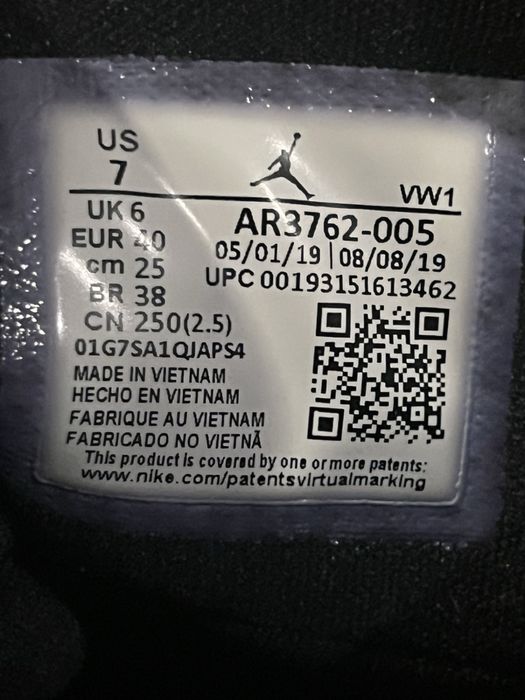 US
7
VW1
UK 6
AR3762-005
EUR 40
05/01/19 | 08/08/19
cm 25
UPC 00193151613462
BR 38
CN 250(2.5)
01G7SA1QJAPS4
MADE IN VIETNAM
HECHO EN VIETNAM
FABRIQUE AU VIETNAM
FABRICADO NO VIETNÃ
This product is covered by one or more patents:
www.nike.com/patentsvirtualmarking